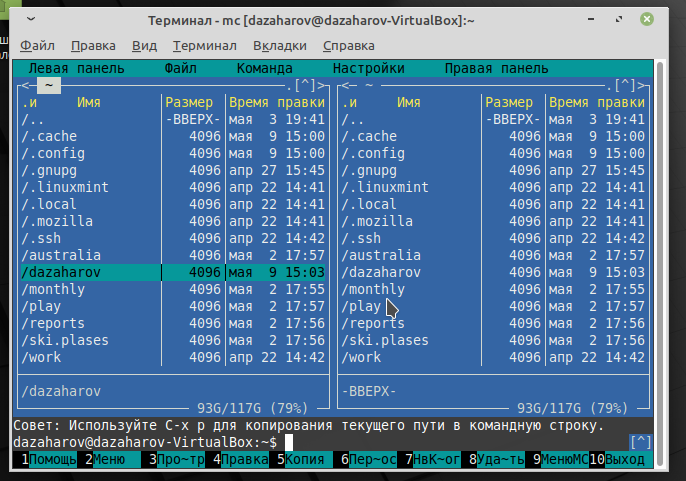 Терминал - mc [dazaharov@dazaharov-VirtualBox]:~
Файл Правка Вид Терминал Вкладки Справка
Левая панель Файл Команда Настройки Правая панель
<─ ~ .[^]> <─ ~ .[^]>
.и Имя Размер Время правки .и Имя Размер Время правки
/.. -ВВЕРХ- мая 3 19:41 /.. -ВВЕРХ- мая 3 19:41
/.cache 4096 мая 9 15:00 /.cache 4096 мая 9 15:00
/.config 4096 мая 9 15:00 /.config 4096 мая 9 15:00
/.gnupg 4096 апр 27 15:45 /.gnupg 4096 апр 27 15:45
/.linuxmint 4096 апр 22 14:41 /.linuxmint 4096 апр 22 14:41
/.local 4096 апр 22 14:41 /.local 4096 апр 22 14:41
/.mozilla 4096 апр 22 14:41 /.mozilla 4096 апр 22 14:41
/.ssh 4096 апр 22 14:42 /.ssh 4096 апр 22 14:42
/australia 4096 мая 2 17:57 /australia 4096 мая 2 17:57
/dazaharov 4096 мая 9 15:03 /dazaharov 4096 мая 9 15:03
/monthly 4096 мая 2 17:55 /monthly 4096 мая 2 17:55
/play 4096 мая 2 17:57 /play 4096 мая 2 17:57
/reports 4096 мая 2 17:56 /reports 4096 мая 2 17:56
/ski.plases 4096 мая 2 17:56 /ski.plases 4096 мая 2 17:56
/work 4096 апр 22 14:42 /work 4096 апр 22 14:42
/dazaharov -ВВЕРХ-
93G/117G (79%) 93G/117G (79%)
Совет: Используйте C-x p для копирования текущего пути в командную строку.
dazaharov@dazaharov-VirtualBox:~$ [^]
1Помощь 2Меню 3Про~тр 4Правка 5Копия 6Пер~ос 7НвК~ог 8Уда~ть 9МенюMC 10Выход